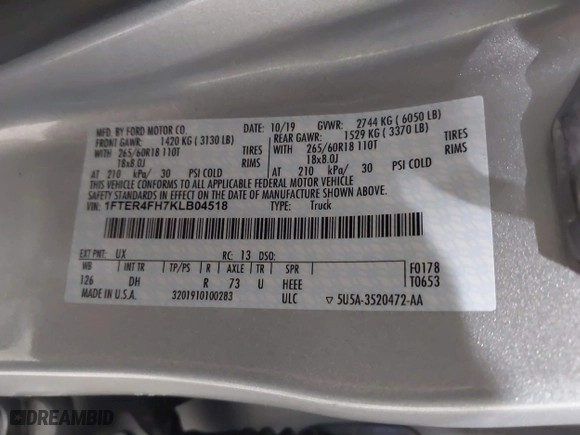 MFD. BY FORD MOTOR CO. 10/19 GVWR: 2744 KG ( 6050 LB)
FRONT GAWR: 1420 KG ( 3130 LB) REAR GAWR: 1529 KG ( 3370 LB)
WITH 265/60R18 110T TIRES WITH 265/60R18 110T TIRES
18x8.0J RIMS 18x8.0J RIMS
AT 210 kPa/ 30 PSI COLD AT 210 kPa/ 30 PSI COLD
THIS VEHICLE CONFORMS TO ALL APPLICABLE FEDERAL MOTOR VEHICLE
SAFETY STANDARDS IN EFFECT ON THE DATE OF MANUFACTURE SHOWN ABOVE.
VIN: 1FTER4FH7KLB04518 TYPE: Truck
EXT PNT: UX RC: 13 DSO:
WB INT TR TP/PS R AXLE TR SPR F0178
126 DH R 73 U HEEE T0653
MADE IN U.S.A. 3201910100283 ULC ▽ 5U5A-3520472-AA
DREAMBID